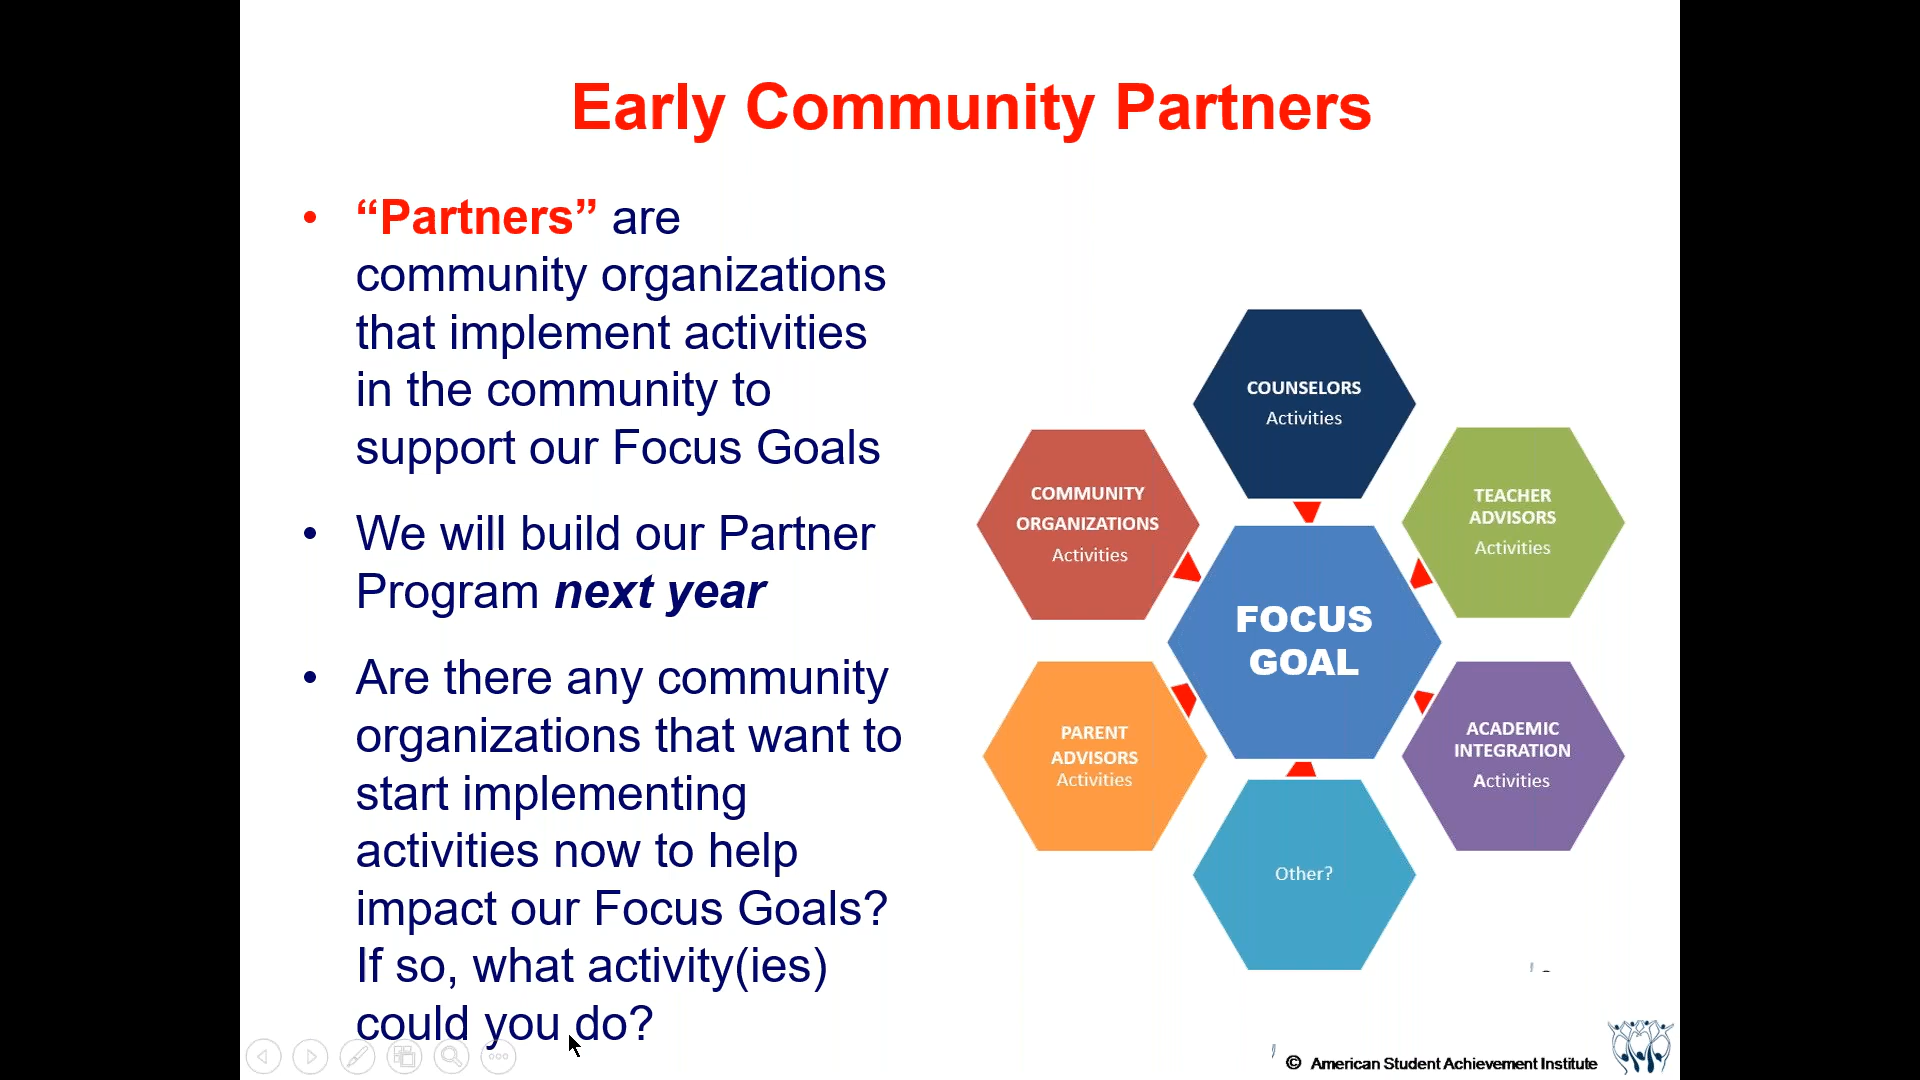 Early Community Partners
• “Partners” are
community organizations
that implement activities
in the community to
support our Focus Goals
• We will build our Partner
Program next year
• Are there any community
organizations that want to
start implementing
activities now to help
impact our Focus Goals?
If so, what activity(ies)
could you do?
COUNSELORS
Activities
COMMUNITY
ORGANIZATIONS
Activities
TEACHER
ADVISORS
Activities
FOCUS
GOAL
PARENT
ADVISORS
Activities
ACADEMIC
INTEGRATION
Activities
Other?
© American Student Achievement Institute